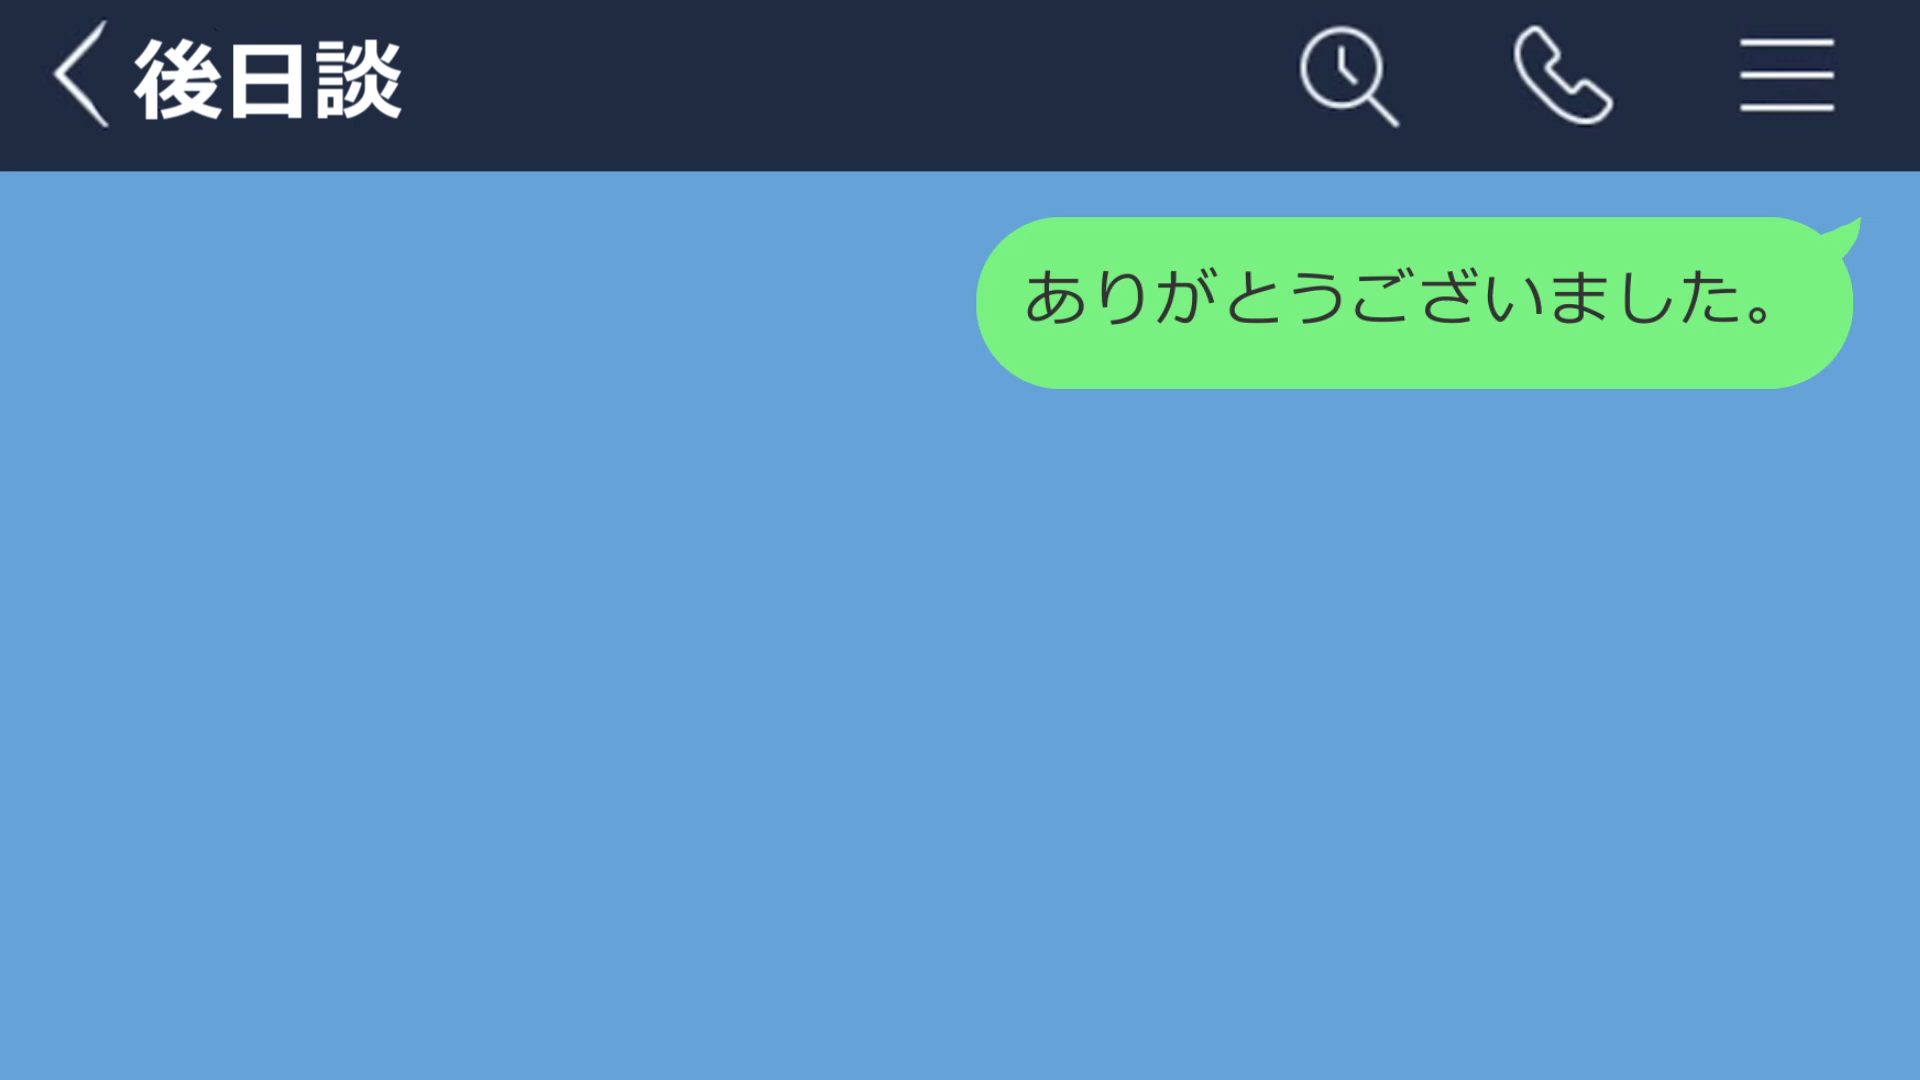 後日談
ありがとうございました。